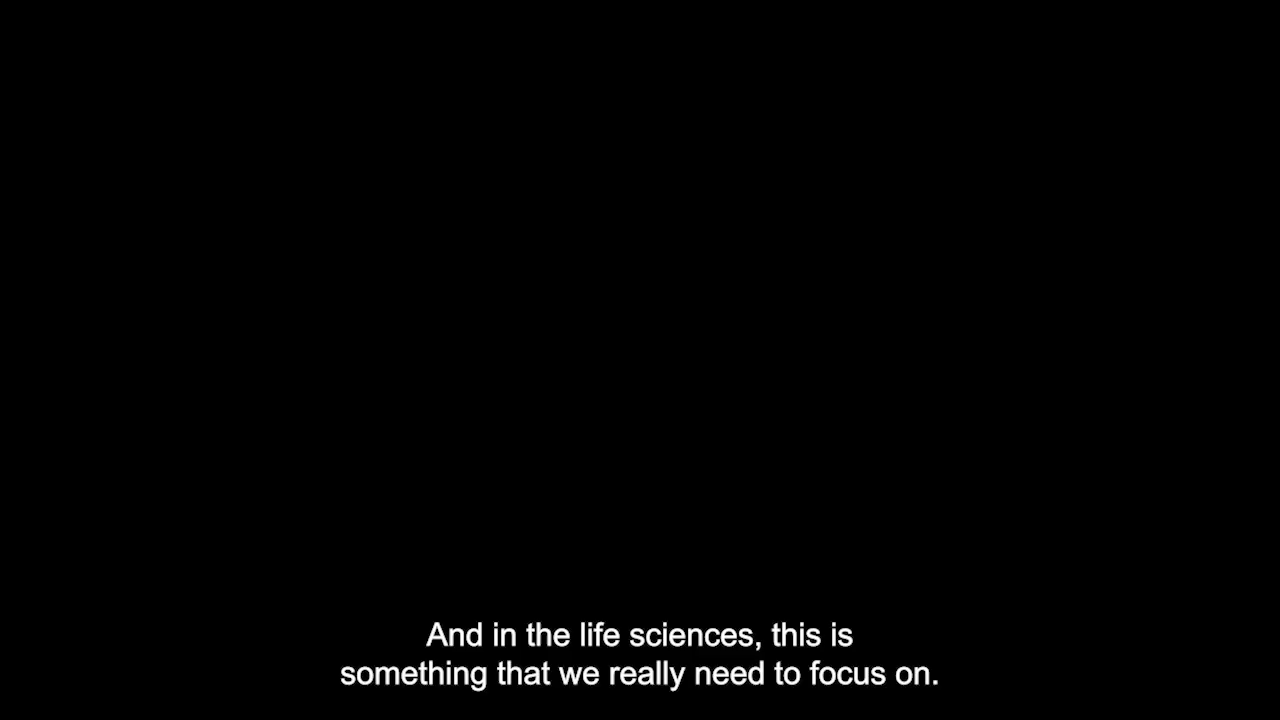 And in the life sciences, this is
something that we really need to focus on.